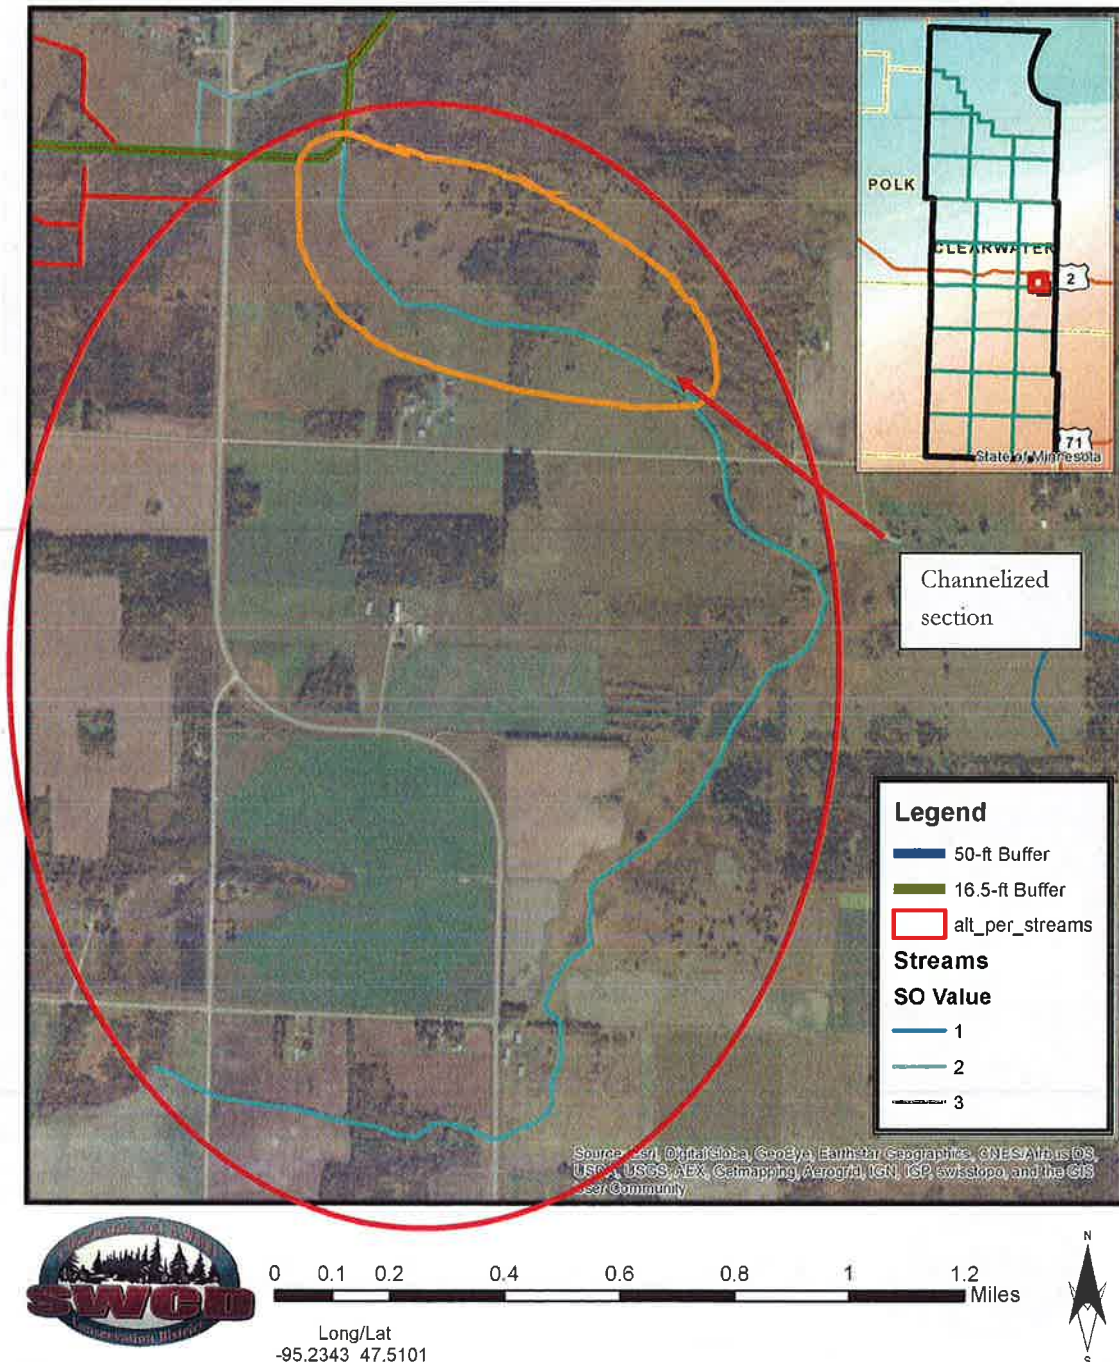 POLK
CLEARWATER
2
71
State of Minnesota
Channelized
section
Legend
50-ft Buffer
16.5-ft Buffer
alt_per_streams
Streams
SO Value
1
2
3
Source: Esri, DigitalGlobe, GeoEye, Earthstar Geographics, CNES/Airbus DS,
USDA, USGS, AEX, Getmapping, Aerogrid, IGN, IGP, swisstopo, and the GIS
User Community
SWCD
Conservation District
0 0.1 0.2 0.4 0.6 0.8 1 1.2
Miles
Long/Lat
-95.2343 47.5101
N
S